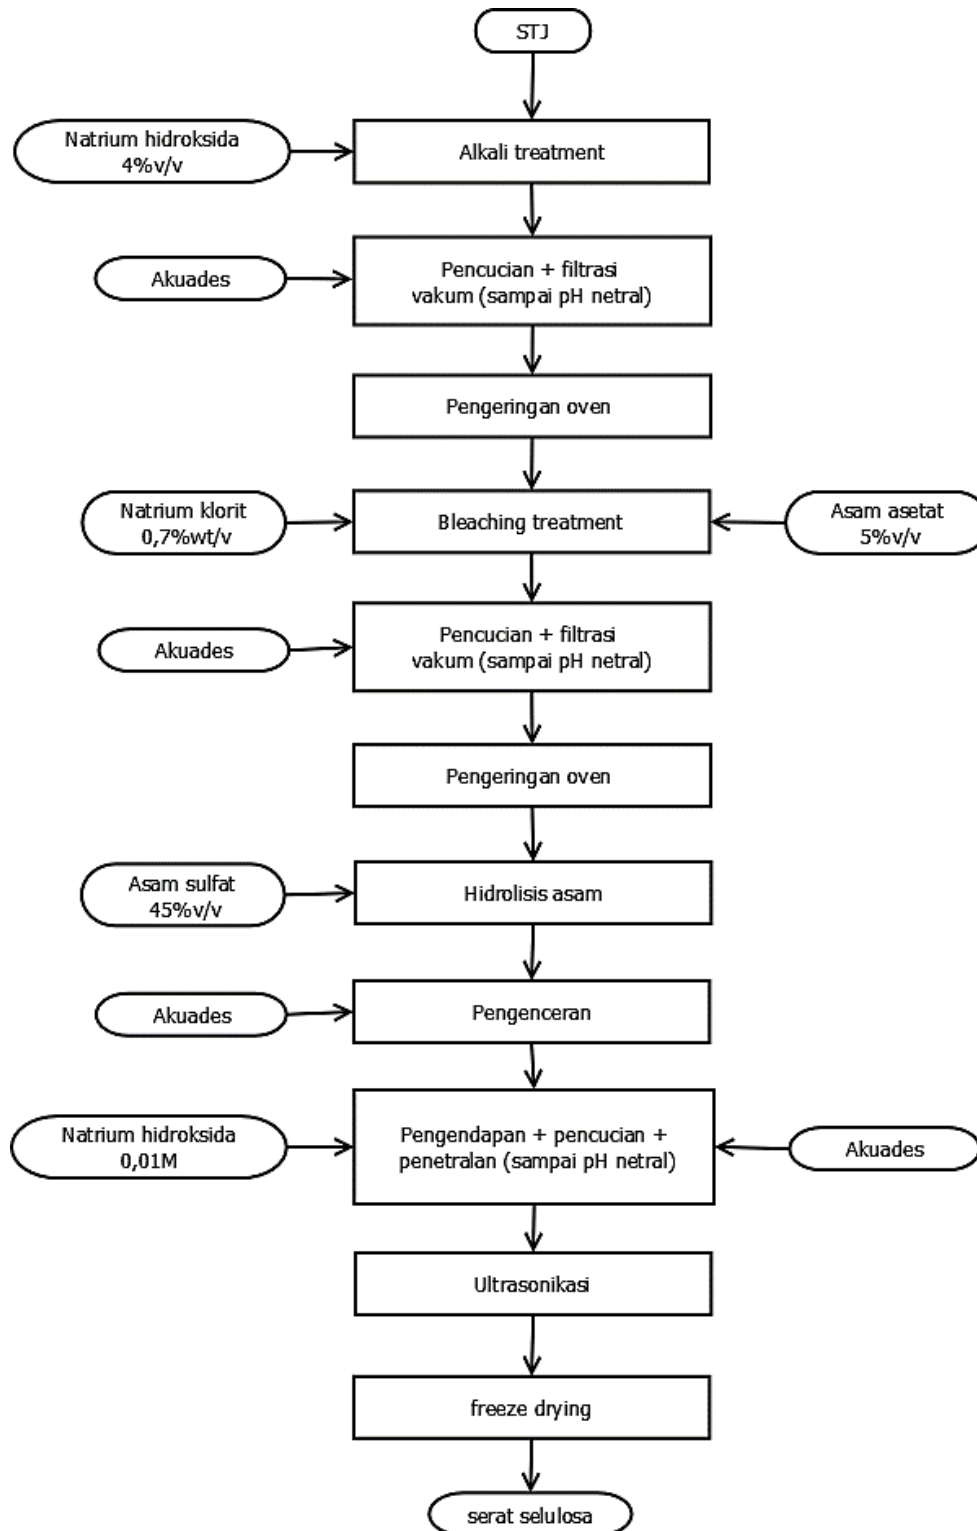 STJ
Natrium hidroksida
4%v/v
Alkali treatment
Akuades
Pencucian + filtrasi
vakum (sampai pH netral)
Pengeringan oven
Natrium klorit
0,7%wt/v
Bleaching treatment
Asam asetat
5%v/v
Akuades
Pencucian + filtrasi
vakum (sampai pH netral)
Pengeringan oven
Asam sulfat
45%v/v
Hidrolisis asam
Akuades
Pengenceran
Natrium hidroksida
0,01M
Pengendapan + pencucian +
penetralan (sampai pH netral)
Akuades
Ultrasonikasi
freeze drying
serat selulosa